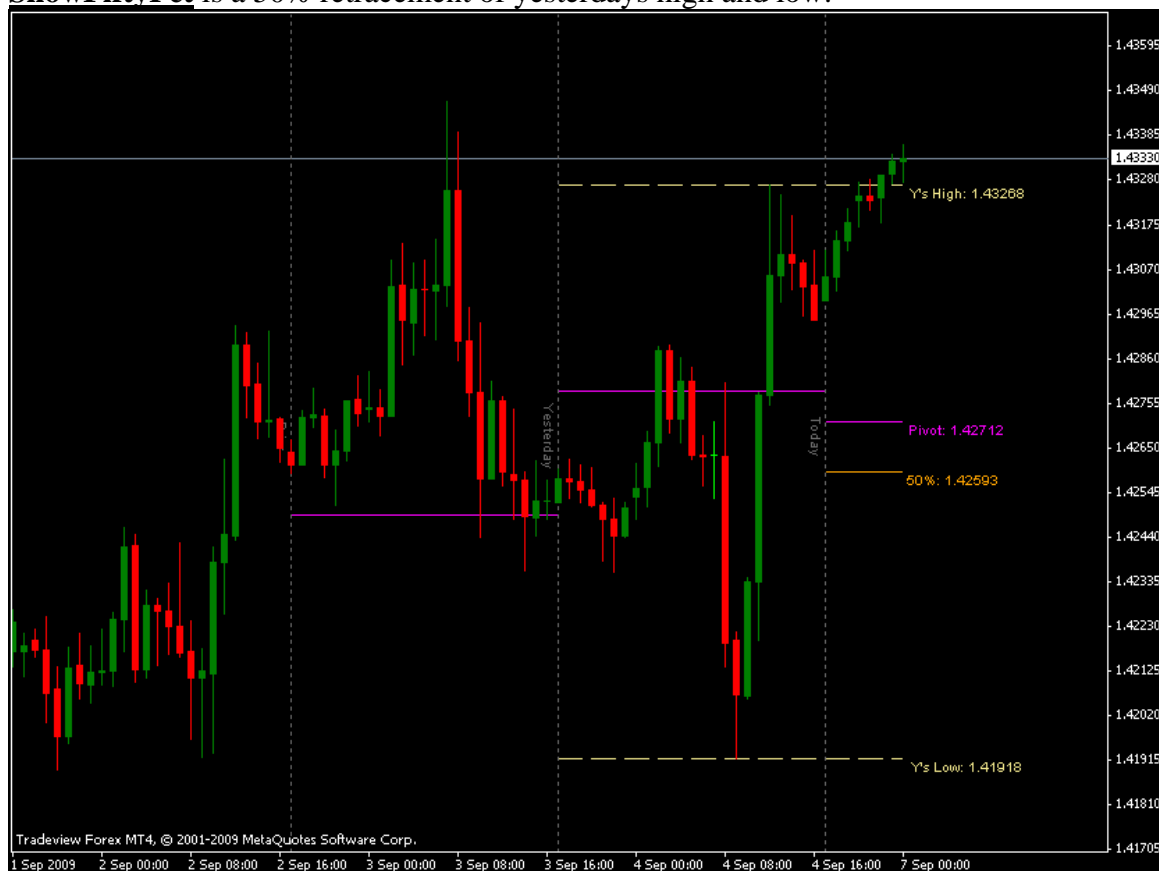 is a 50% retracement of yesterdays high and low.
1.43595
1.43490
1.43385
1.43330
1.43280
Y's High: 1.43268
1.43175
1.43070
1.42965
1.42860
1.42755
Yesterday
Today
Pivot: 1.42712
1.42650
50%: 1.42593
1.42545
1.42440
1.42335
1.42230
1.42125
1.42020
1.41915
Y's Low: 1.41918
1.41810
Tradeview Forex MT4, © 2001-2009 MetaQuotes Software Corp.
1.41705
1 Sep 2009 2 Sep 00:00 2 Sep 08:00 2 Sep 16:00 3 Sep 00:00 3 Sep 08:00 3 Sep 16:00 4 Sep 00:00 4 Sep 08:00 4 Sep 16:00 7 Sep 00:00